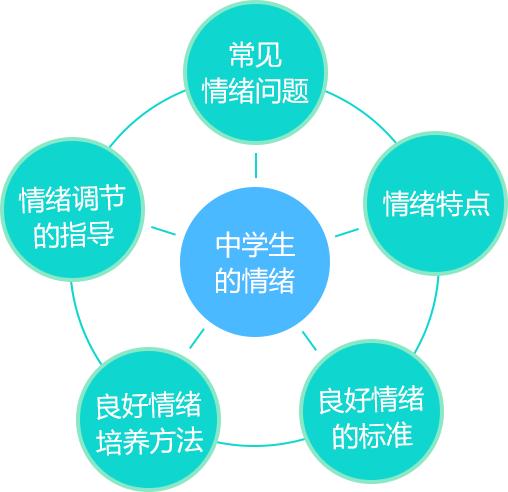 常见
情绪问题
情绪调节
的指导
情绪特点
中学生
的情绪
良好情绪
培养方法
良好情绪
的标准